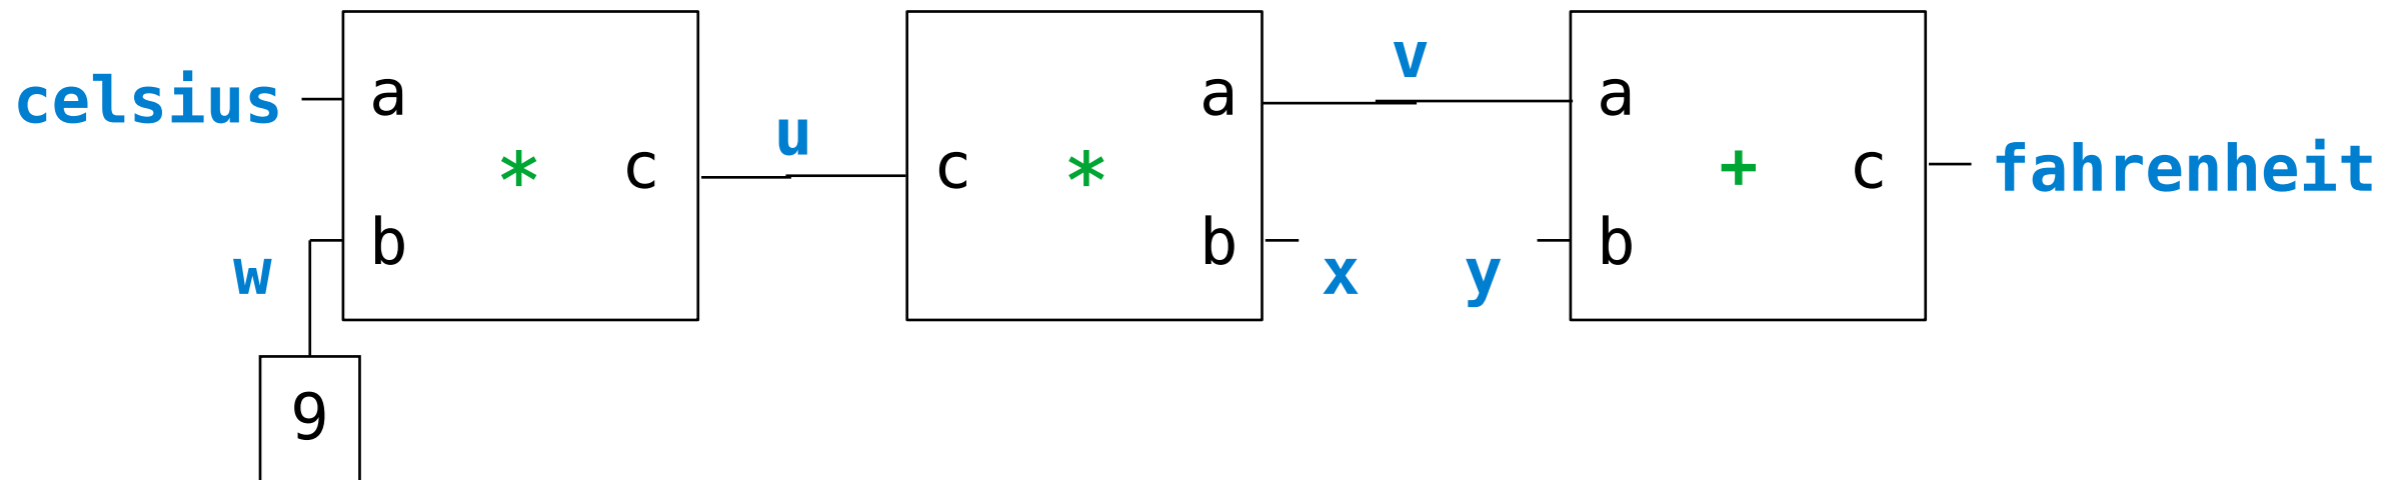 v
celsius a a a
u
* c c * + c fahrenheit
b b b
w x y
9